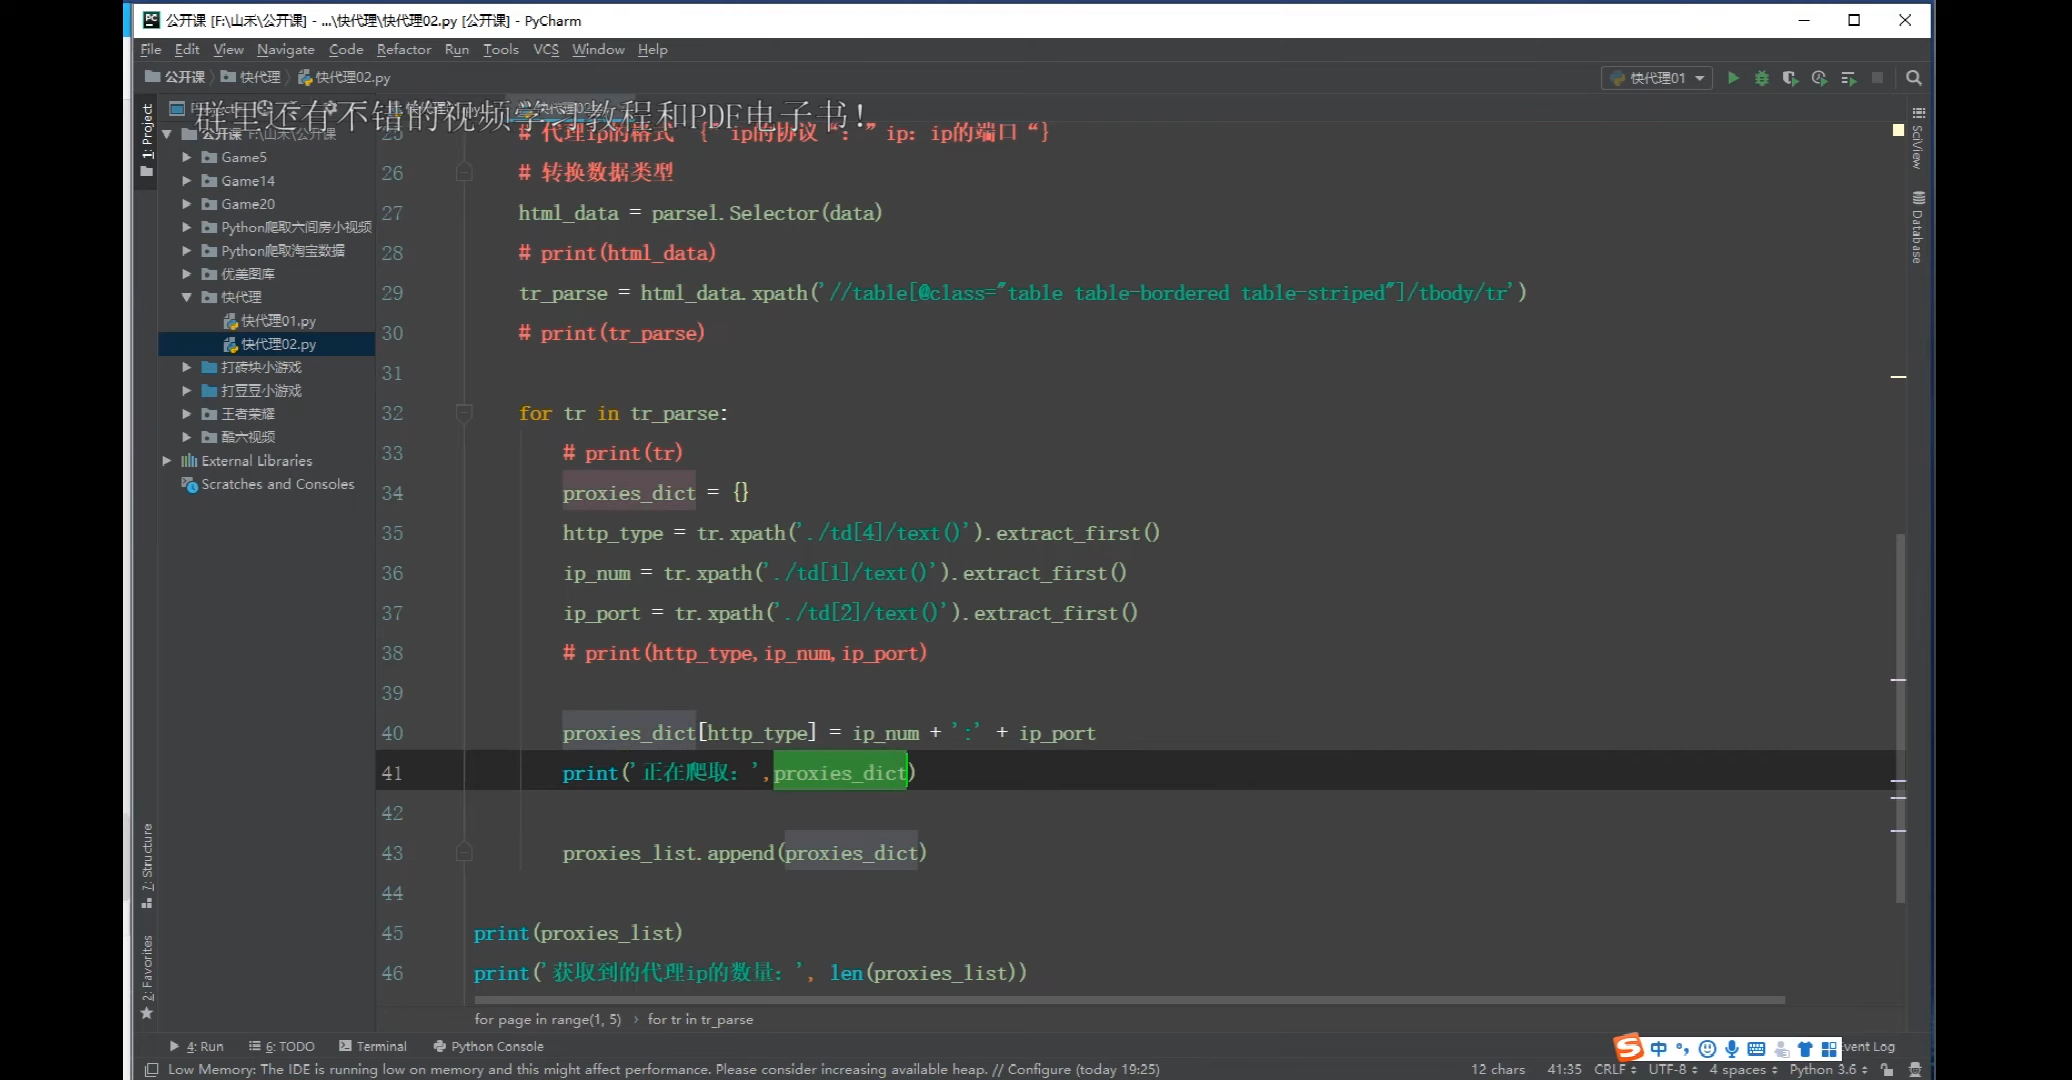 公开课 [F:\山禾\公开课] - ...\快代理\快代理02.py [公开课] - PyCharm
File Edit View Navigate Code Refactor Run Tools VCS Window Help
公开课 快代理 快代理02.py
快代理01
群里还有不错的视频学习教程和PDF电子书!
1: Project
公开课 F:\山禾\公开课
Game5
Game14
Game20
Python爬取六间房小视频
Python爬取淘宝数据
优美图库
快代理
快代理01.py
快代理02.py
打砖块小游戏
打豆豆小游戏
王者荣耀
酷六视频
External Libraries
Scratches and Consoles
7: Structure
2: Favorites
SciView
Database
25 # 代理ip的格式 {"ip的协议“：”ip：ip的端口“}
26 # 转换数据类型
27 html_data = parsel.Selector(data)
28 # print(html_data)
29 tr_parse = html_data.xpath('//table[@class="table table-bordered table-striped"]/tbody/tr')
30 # print(tr_parse)
31
32 for tr in tr_parse:
33 # print(tr)
34 proxies_dict = {}
35 http_type = tr.xpath('./td[4]/text()').extract_first()
36 ip_num = tr.xpath('./td[1]/text()').extract_first()
37 ip_port = tr.xpath('./td[2]/text()').extract_first()
38 # print(http_type,ip_num,ip_port)
39
40 proxies_dict[http_type] = ip_num + ':' + ip_port
41 print('正在爬取：',proxies_dict)
42
43 proxies_list.append(proxies_dict)
44
45 print(proxies_list)
46 print('获取到的代理ip的数量：', len(proxies_list))
for page in range(1, 5) › for tr in tr_parse
4: Run 6: TODO Terminal Python Console
中
vent Log
Low Memory: The IDE is running low on memory and this might affect performance. Please consider increasing available heap. // Configure (today 19:25)
12 chars 41:35 CRLF UTF-8 4 spaces Python 3.6